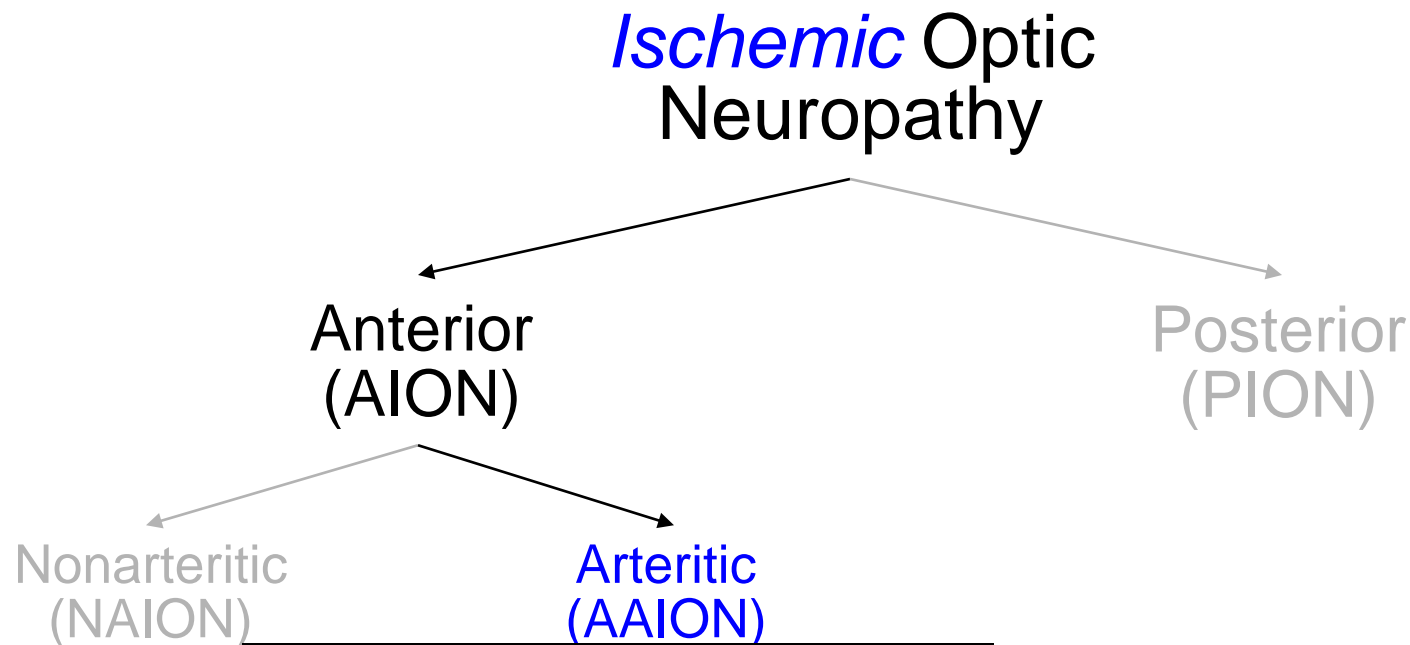 Ischemic Optic
Neuropathy
Anterior
(AION)
Posterior
(PION)
Nonarteritic
(NAION)
Arteritic
(AAION)